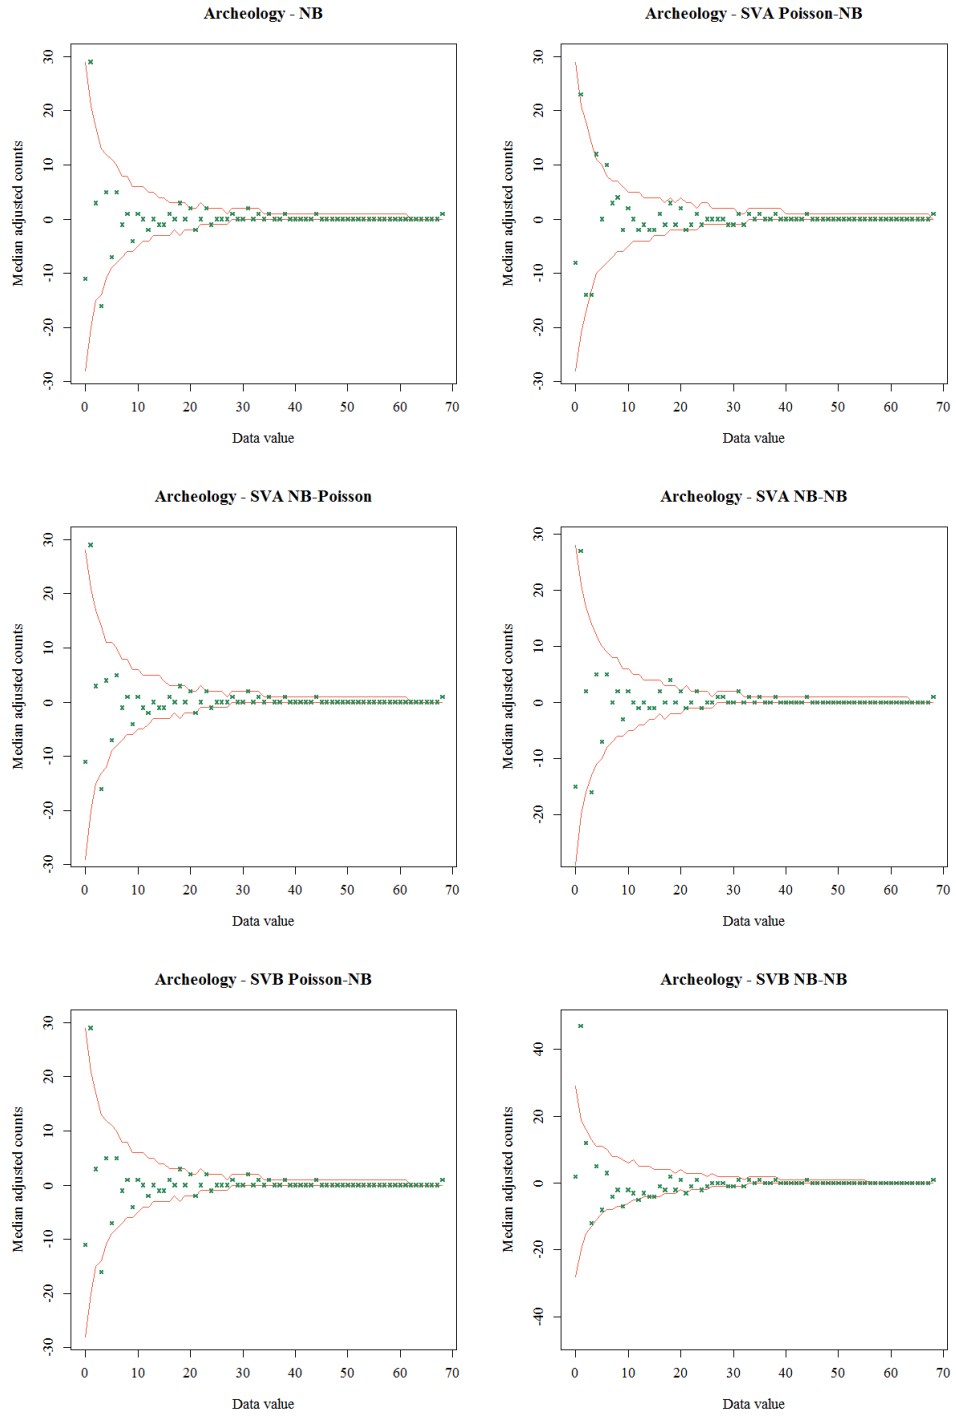 Archeology - NB
Median adjusted counts
30
20
10
0
-10
-20
-30
0 10 20 30 40 50 60 70
Data value
Archeology - SVA Poisson-NB
Median adjusted counts
30
20
10
0
-10
-20
-30
0 10 20 30 40 50 60 70
Data value
Archeology - SVA NB-Poisson
Median adjusted counts
30
20
10
0
-10
-20
-30
0 10 20 30 40 50 60 70
Data value
Archeology - SVA NB-NB
Median adjusted counts
30
20
10
0
-10
-20
0 10 20 30 40 50 60 70
Data value
Archeology - SVB Poisson-NB
Median adjusted counts
30
20
10
0
-10
-20
-30
0 10 20 30 40 50 60 70
Data value
Archeology - SVB NB-NB
Median adjusted counts
40
20
0
-20
-40
0 10 20 30 40 50 60 70
Data value